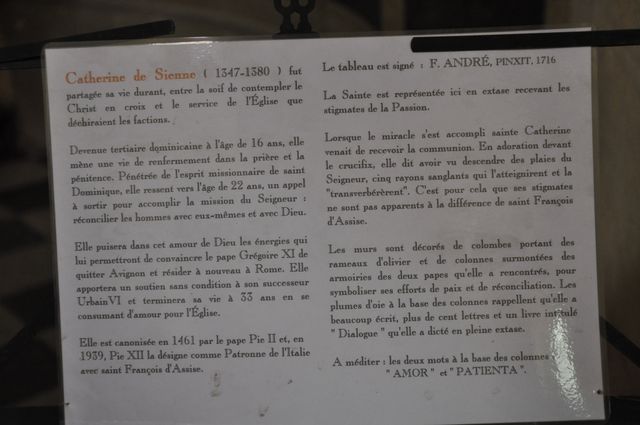 Catherine de Sienne ( 1347-1380 ) fut
partagée sa vie durant, entre la soif de contempler le
Christ en croix et le service de l'Église que
déchiraient les factions.
Devenue tertiaire dominicaine à l'âge de 16 ans, elle
mène une vie de renfermement dans la prière et la
pénitence. Pénétrée de l'esprit missionnaire de saint
Dominique, elle ressent vers l'âge de 22 ans, un appel
à sortir pour accomplir la mission du Seigneur :
réconcilier les hommes avec eux-mêmes et avec Dieu.
Elle puisera dans cet amour de Dieu les énergies qui
lui permettront de convaincre le pape Grégoire XI de
quitter Avignon et résider à nouveau à Rome. Elle
apportera un soutien sans condition à son successeur
UrbainVI et terminera sa vie à 33 ans en se
consumant d'amour pour l'Église.
Elle est canonisée en 1461 par le pape Pie II et, en
1939, Pie XII la désigne comme Patronne de l'Italie
avec saint François d'Assise.
Le tableau est signé : F. ANDRÉ, PINXIT, 1716
La Sainte est représentée ici en extase recevant les
stigmates de la Passion.
Lorsque le miracle s'est accompli sainte Catherine
venait de recevoir la communion. En adoration devant
le crucifix, elle dit avoir vu descendre des plaies du
Seigneur, cinq rayons sanglants qui l'atteignirent et la
"transverbérèrent". C'est pour cela que ses stigmates
ne sont pas apparents à la différence de saint François
d'Assise.
Les murs sont décorés de colombes portant des
rameaux d'olivier et de colonnes surmontées des
armoiries des deux papes qu'elle a rencontrés, pour
symboliser ses efforts de paix et de réconciliation. Les
plumes d'oie à la base des colonnes rappellent qu'elle a
beaucoup écrit, plus de cent lettres et un livre intitulé
" Dialogue " qu'elle a dicté en pleine extase.
A méditer : les deux mots à la base des colonnes
" AMOR " et " PATIENTA ".